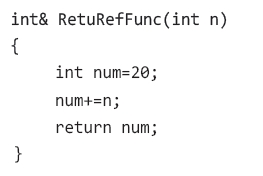 int& RetuRefFunc(int n)
{
    int num=20;
    num+=n;
    return num;
}